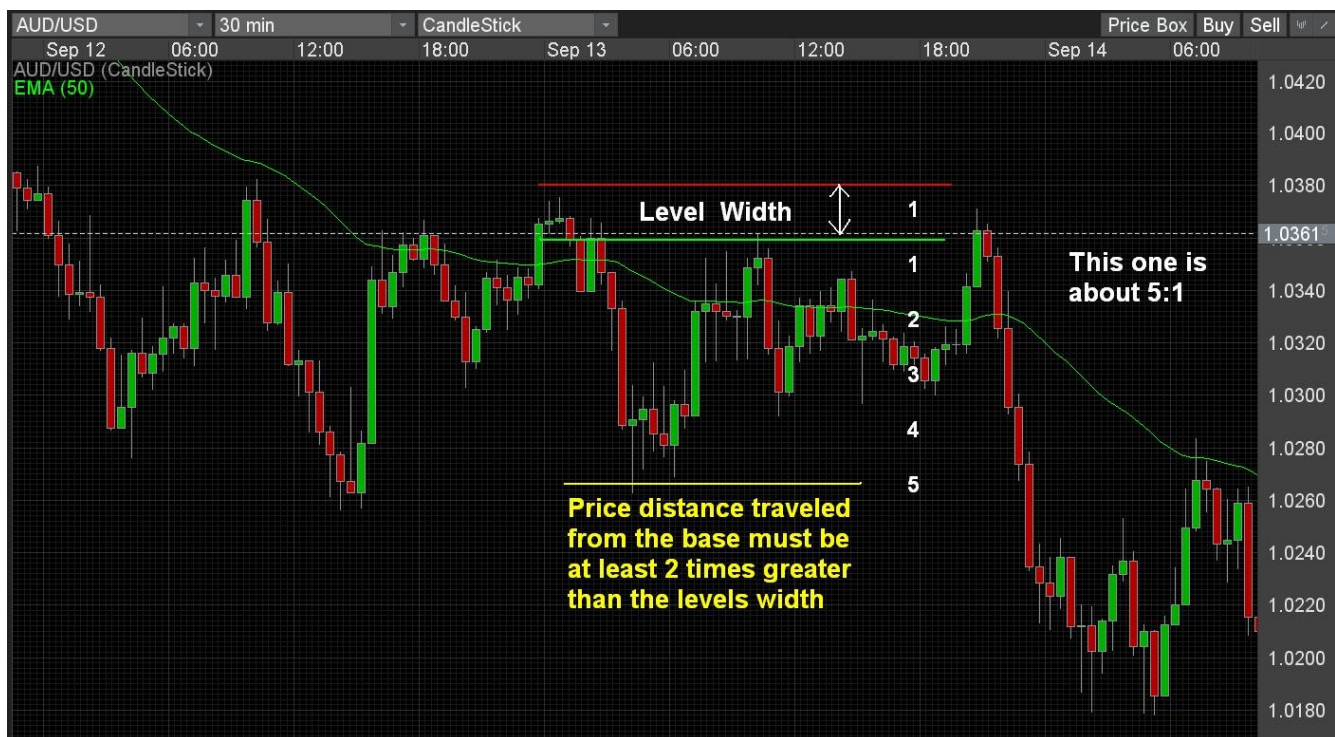 AUD/USD 30 min CandleStick Price Box Buy Sell
Sep 12 06:00 12:00 18:00 Sep 13 06:00 12:00 18:00 Sep 14 06:00
AUD/USD (CandleStick)
EMA (50)
1.0420
1.0400
1.0380
Level Width 1
1.0361
1
This one is
about 5:1
1.0340
2
1.0320
3
1.0300
4
1.0280
5
1.0260
Price distance traveled
from the base must be
at least 2 times greater
than the levels width
1.0240
1.0220
1.0200
1.0180